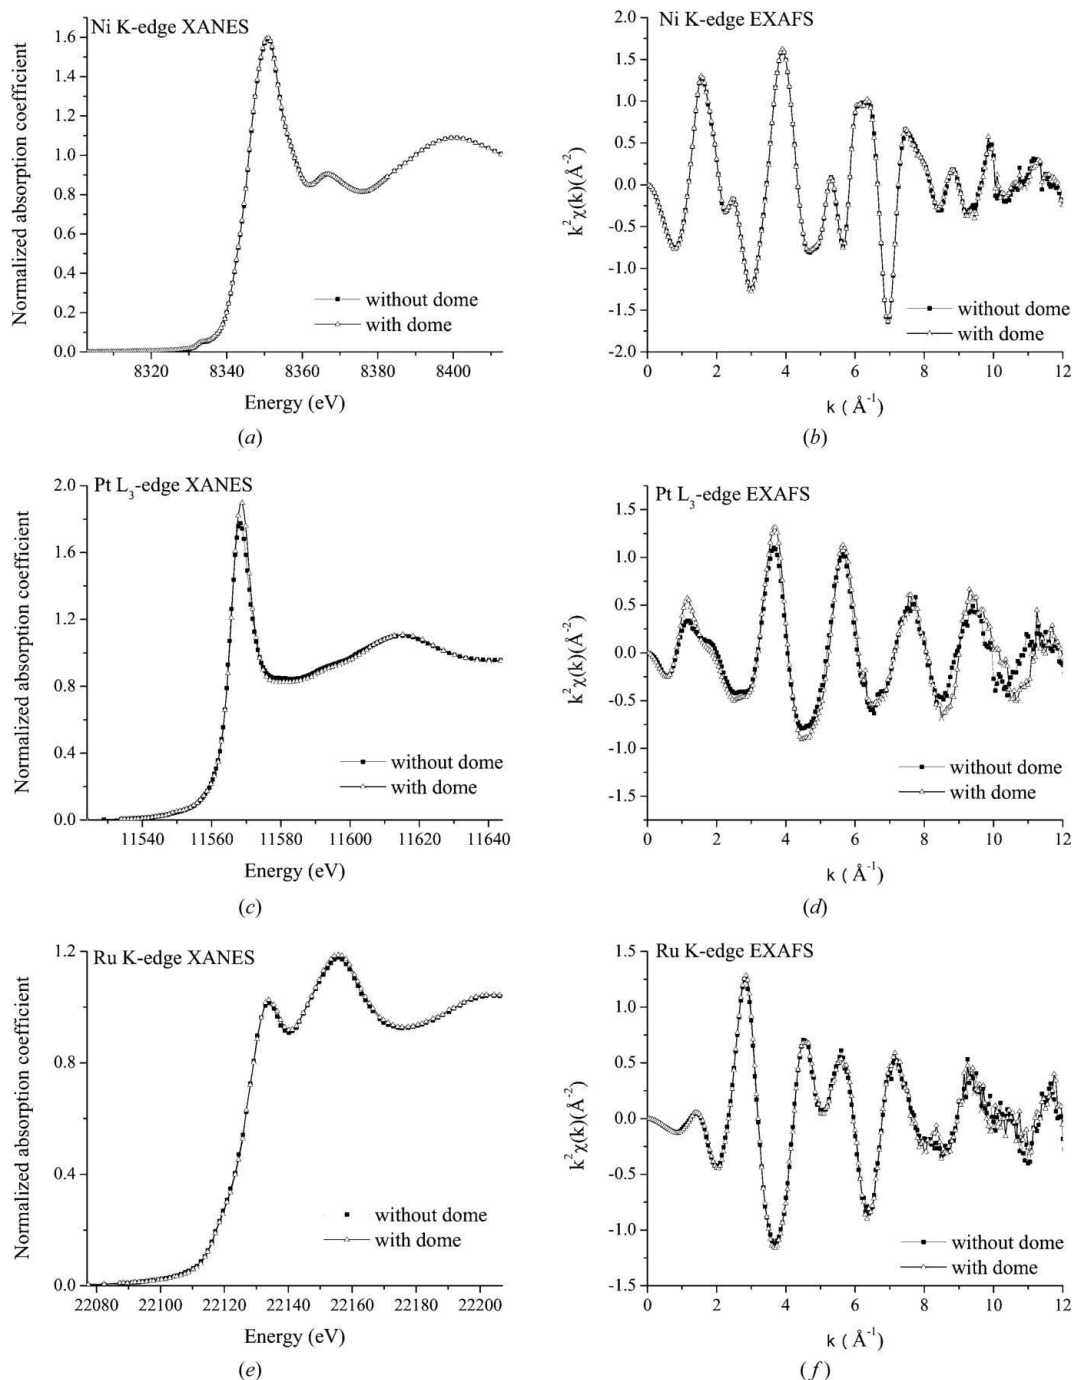 Ni K-edge XANES
Normalized absorption coefficient
1.6
1.4
1.2
1.0
0.8
0.6
0.4
0.2
0.0
without dome
with dome
8320 8340 8360 8380 8400
Energy (eV)
(a)
Ni K-edge EXAFS
k²χ(k)(Å⁻²)
2.0
1.5
1.0
0.5
0.0
-0.5
-1.0
-1.5
-2.0
without dome
with dome
0 2 4 6 8 10 12
k (Å⁻¹)
(b)
Pt L₃-edge XANES
Normalized absorption coefficient
2.0
1.6
1.2
0.8
0.4
0.0
without dome
with dome
11540 11560 11580 11600 11620 11640
Energy (eV)
(c)
Pt L₃-edge EXAFS
k²χ(k)(Å⁻²)
1.5
1.0
0.5
0.0
-0.5
-1.0
-1.5
without dome
with dome
0 2 4 6 8 10 12
k (Å⁻¹)
(d)
Ru K-edge XANES
Normalized absorption coefficient
1.2
0.8
0.4
0.0
without dome
with dome
22080 22100 22120 22140 22160 22180 22200
Energy (eV)
(e)
Ru K-edge EXAFS
k²χ(k)(Å⁻²)
1.5
1.0
0.5
0.0
-0.5
-1.0
-1.5
without dome
with dome
0 2 4 6 8 10 12
k (Å⁻¹)
(f)